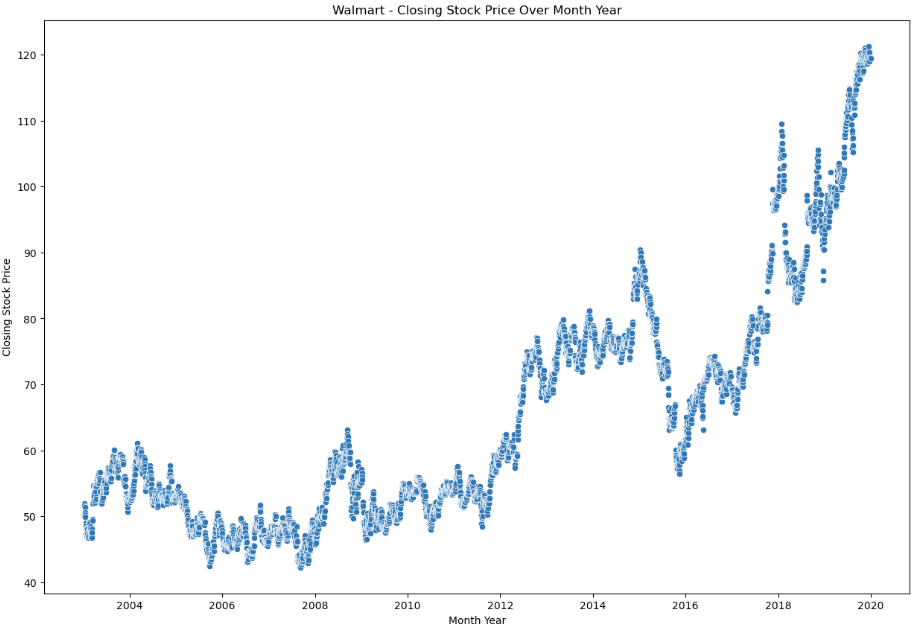 Walmart - Closing Stock Price Over Month Year
Closing Stock Price
120
110
100
90
80
70
60
50
40
2004 2006 2008 2010 2012 2014 2016 2018 2020
Month Year